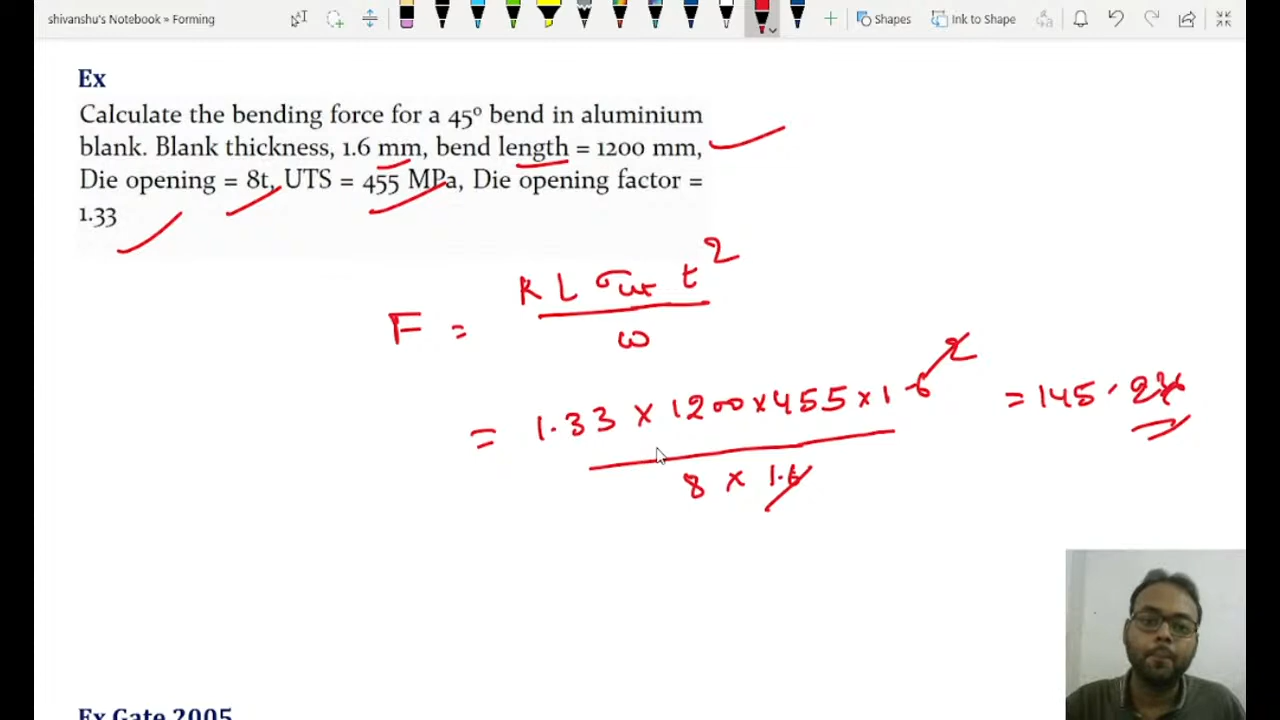 shivanshu's Notebook » Forming
Shapes
Ink to Shape
Ex
Calculate the bending force for a 45° bend in aluminium
blank. Blank thickness, 1.6 mm, bend length = 1200 mm,
Die opening = 8t, UTS = 455 MPa, Die opening factor =
1.33
F = K L σut t²
w
= 1.33 × 1200 × 455 × 1.6²
8 × 1.6
= 145.2
Ex Gate 2005